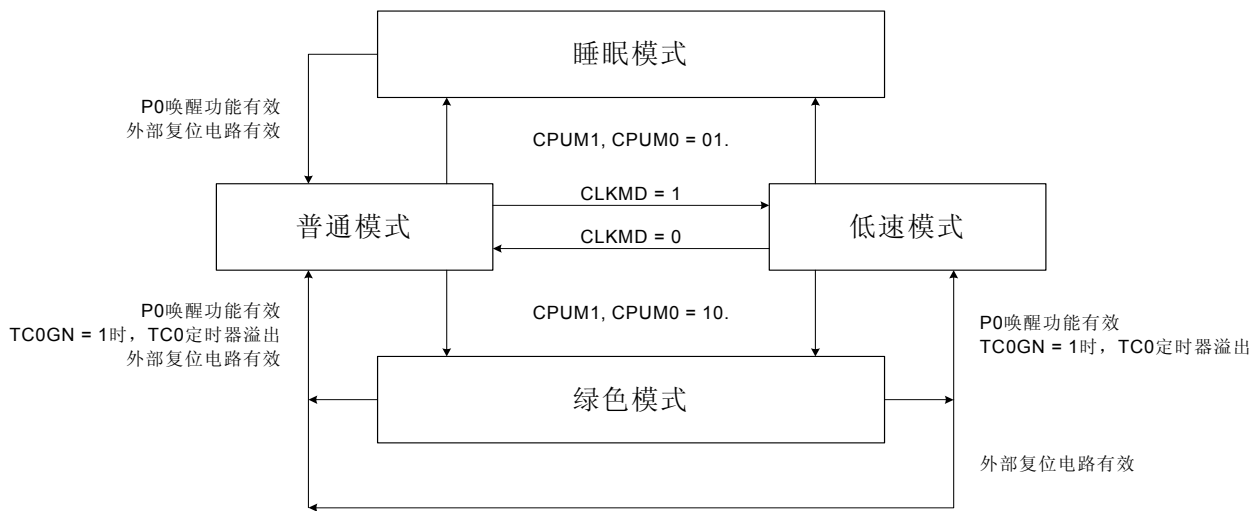 睡眠模式
P0唤醒功能有效
外部复位电路有效
CPUM1, CPUM0 = 01.
普通模式
CLKMD = 1
CLKMD = 0
低速模式
P0唤醒功能有效
TC0GN = 1时，TC0定时器溢出
外部复位电路有效
CPUM1, CPUM0 = 10.
P0唤醒功能有效
TC0GN = 1时，TC0定时器溢出
绿色模式
外部复位电路有效